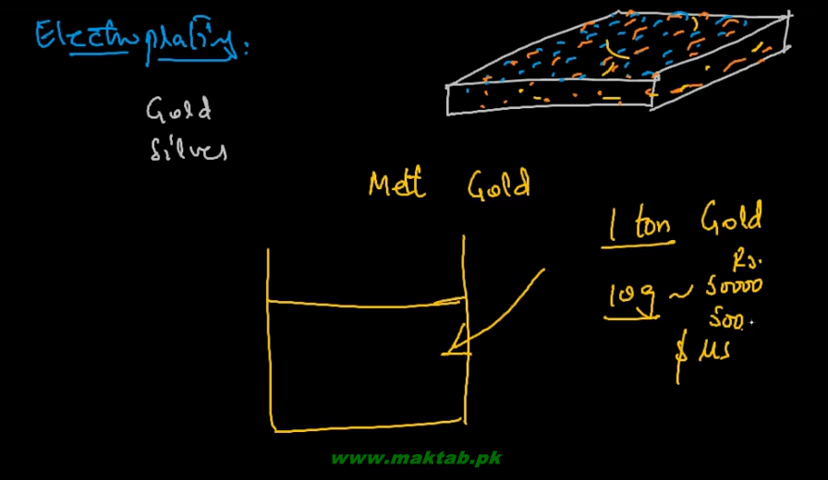 Electroplating:
Gold
Silver
Melt Gold
1 ton Gold
Rs.
10g ~ 50000
500.
$ US
www.maktab.pk